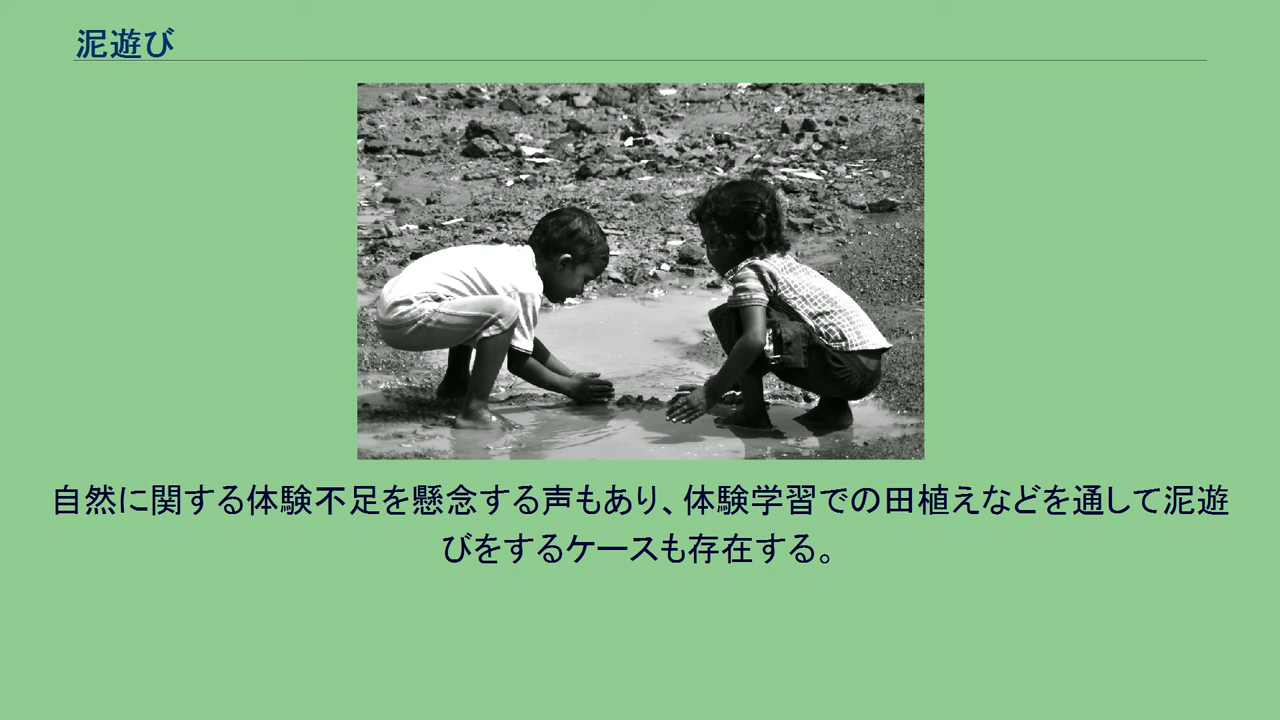 泥遊び
自然に関する体験不足を懸念する声もあり、体験学習での田植えなどを通して泥遊
びをするケースも存在する。